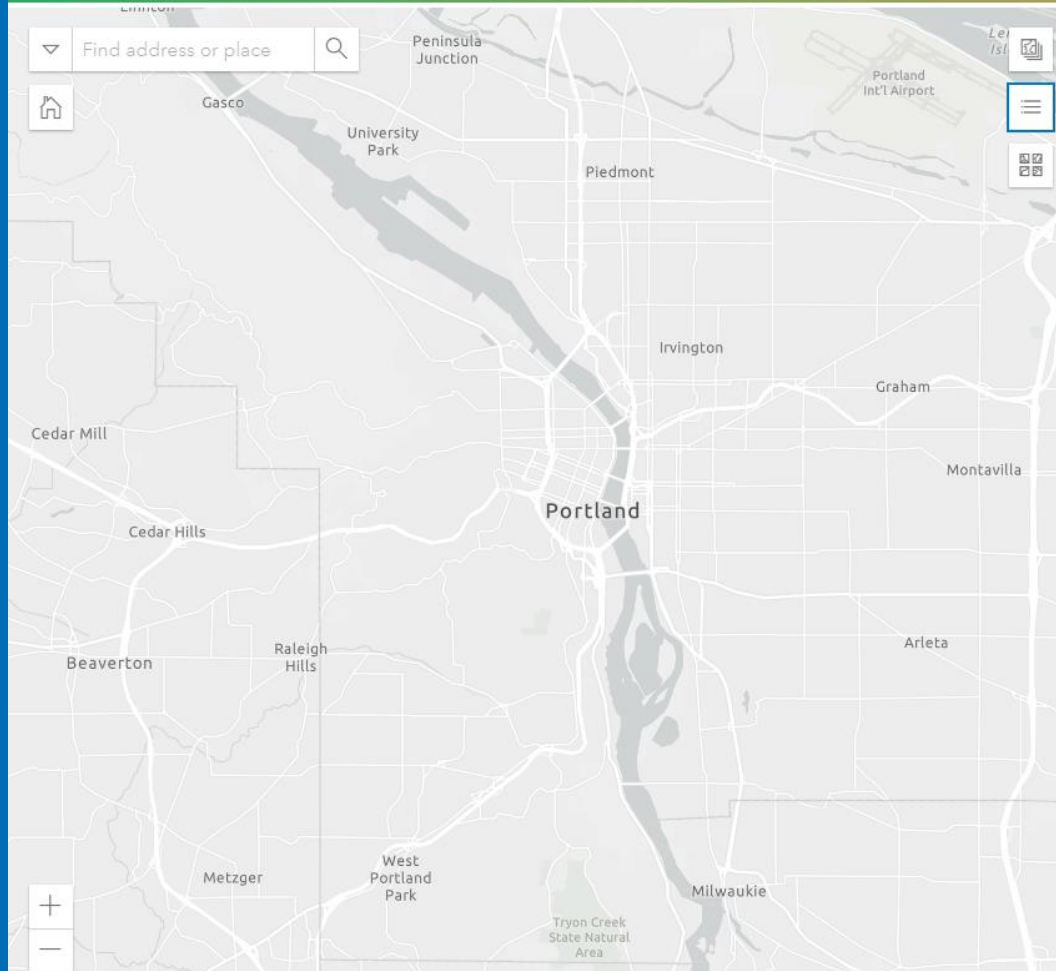 Linnton
Find address or place
Peninsula
Junction
Portland
Int'l Airport
Gasco
University
Park
Piedmont
Irvington
Graham
Cedar Mill
Montavilla
Portland
Cedar Hills
Arleta
Raleigh
Hills
Beaverton
West
Portland
Park
Metzger
Milwaukie
Tryon Creek
State Natural
Area